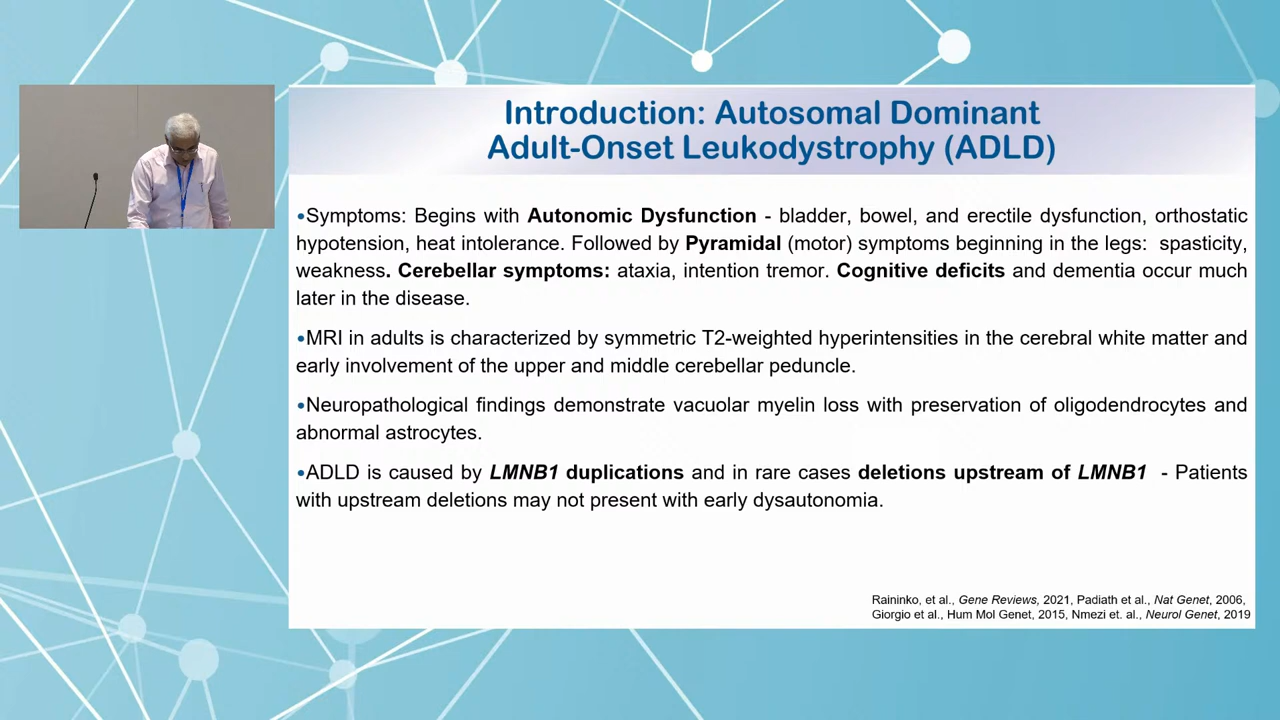 Introduction: Autosomal Dominant
Adult-Onset Leukodystrophy (ADLD)
•Symptoms: Begins with Autonomic Dysfunction - bladder, bowel, and erectile dysfunction, orthostatic
hypotension, heat intolerance. Followed by Pyramidal (motor) symptoms beginning in the legs: spasticity,
weakness. Cerebellar symptoms: ataxia, intention tremor. Cognitive deficits and dementia occur much
later in the disease.
•MRI in adults is characterized by symmetric T2-weighted hyperintensities in the cerebral white matter and
early involvement of the upper and middle cerebellar peduncle.
•Neuropathological findings demonstrate vacuolar myelin loss with preservation of oligodendrocytes and
abnormal astrocytes.
•ADLD is caused by LMNB1 duplications and in rare cases deletions upstream of LMNB1 - Patients
with upstream deletions may not present with early dysautonomia.
Raininko, et al., Gene Reviews, 2021, Padiath et al., Nat Genet, 2006,
Giorgio et al., Hum Mol Genet, 2015, Nmezi et. al., Neurol Genet, 2019